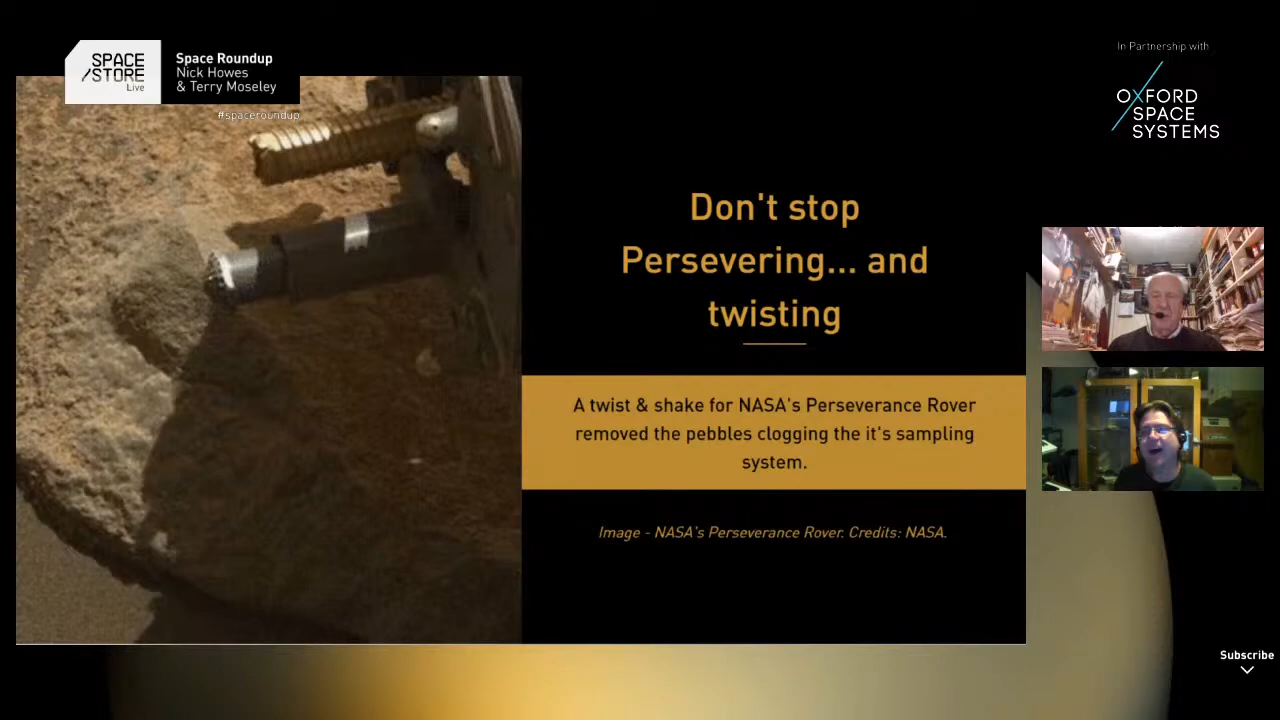 SPACE
/STORE
Live
Space Roundup
Nick Howes
& Terry Moseley
#spaceroundup
In Partnership with
OXFORD
SPACE
SYSTEMS
Don't stop
Persevering... and
twisting
A twist & shake for NASA's Perseverance Rover
removed the pebbles clogging the it's sampling
system.
Image - NASA's Perseverance Rover. Credits: NASA.
Subscribe